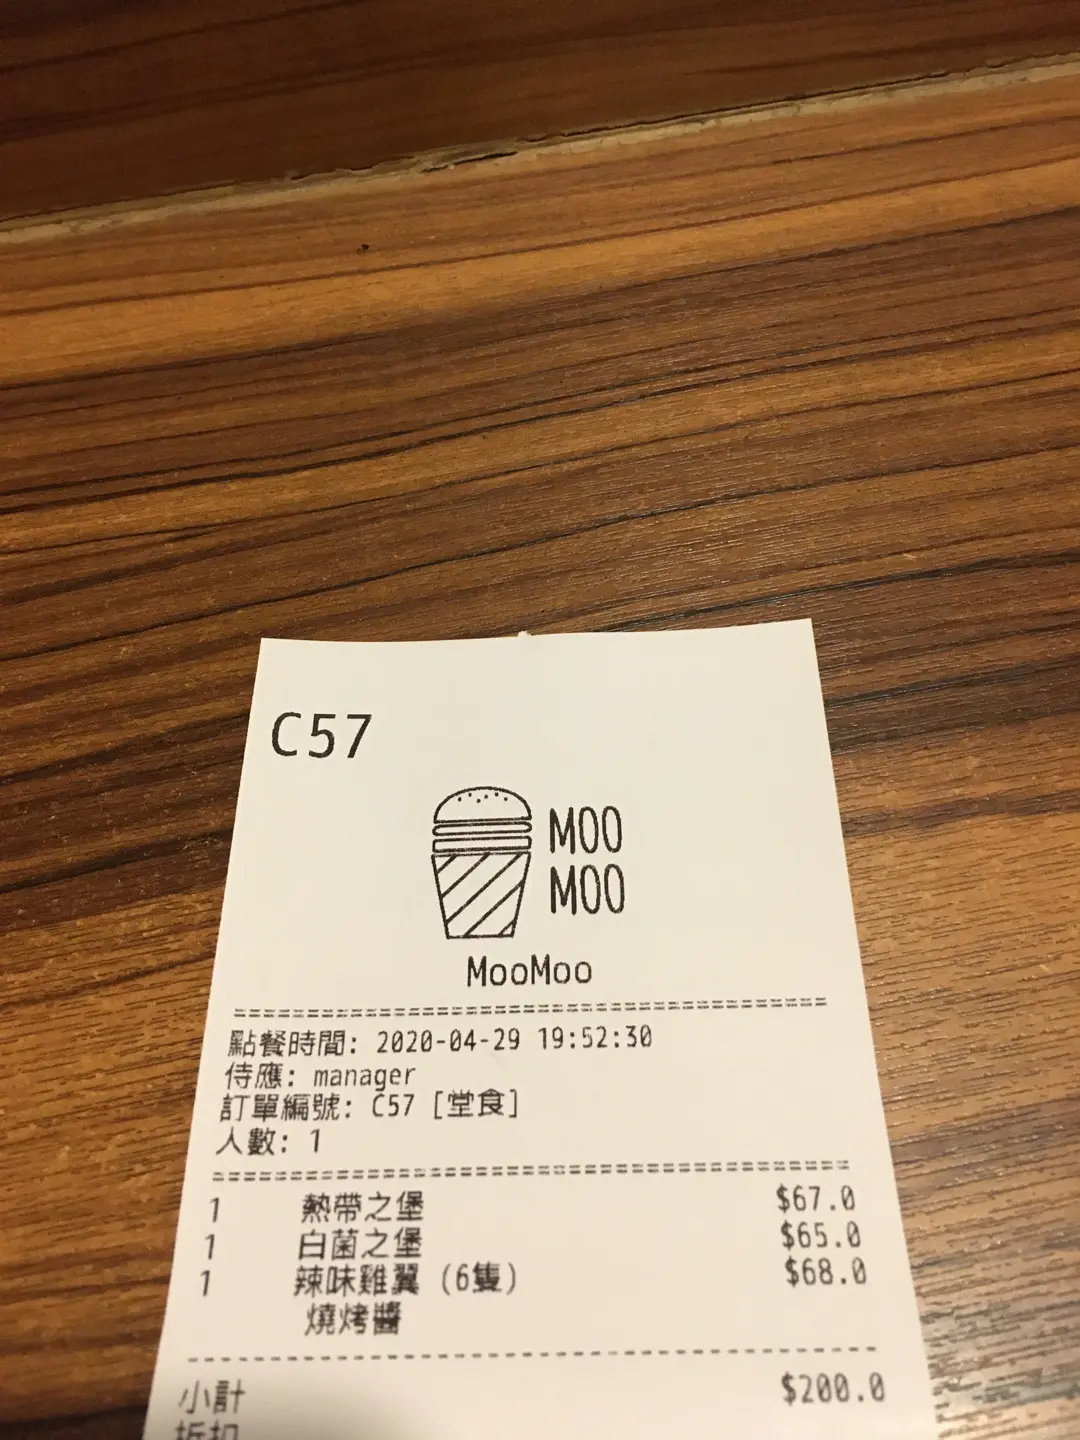 C57
MOO
MOO
MooMoo
點餐時間: 2020-04-29 19:52:30
侍應: manager
訂單編號: C57 [堂食]
人數: 1
1 熱帶之堡 $67.0
1 白菌之堡 $65.0
1 辣味雞翼 (6隻) $68.0
燒烤醬
小計 $200.0
折扣